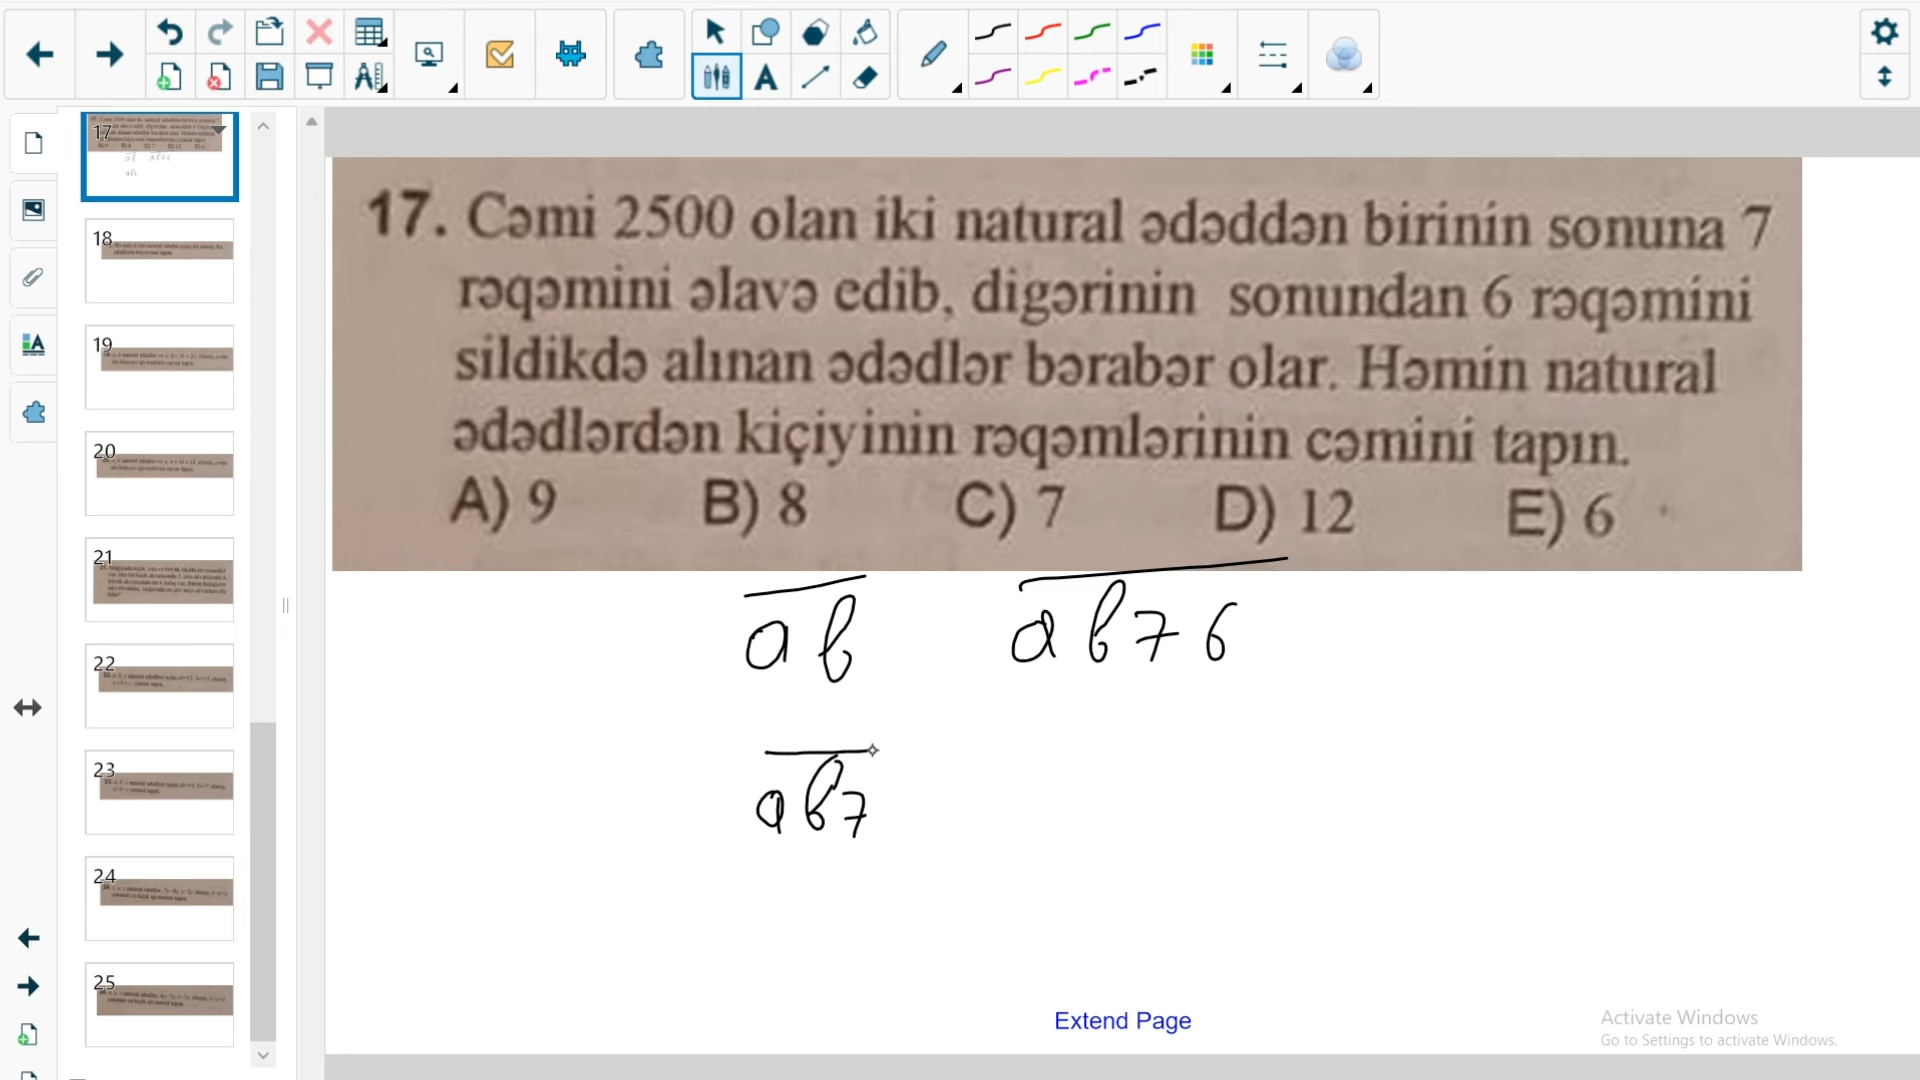 17
18
19
20
21
22
23
24
25
17. Cəmi 2500 olan iki natural ədəddən birinin sonuna 7
rəqəmini əlavə edib, digərinin sonundan 6 rəqəmini
sildikdə alınan ədədlər bərabər olar. Həmin natural
ədədlərdən kiçiyinin rəqəmlərinin cəmini tapın.
A) 9 B) 8 C) 7 D) 12 E) 6
ab ab76
ab7
Extend Page
Activate Windows
Go to Settings to activate Windows.